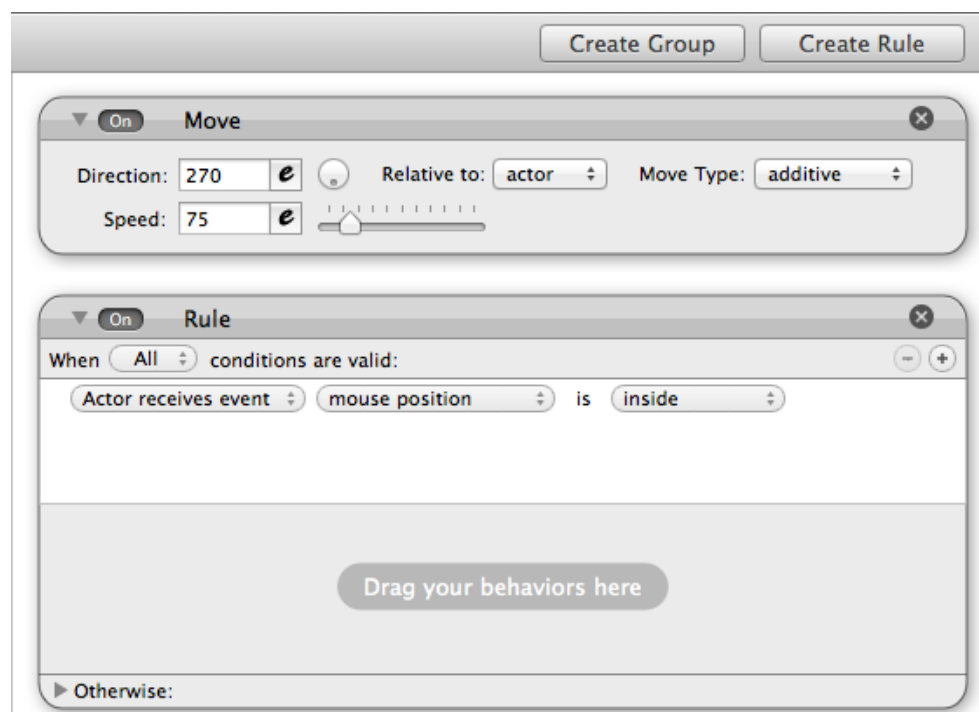 Create Group Create Rule
On Move
Direction: 270 e Relative to: actor Move Type: additive
Speed: 75 e
On Rule
When All conditions are valid:
Actor receives event mouse position is inside
Drag your behaviors here
Otherwise: